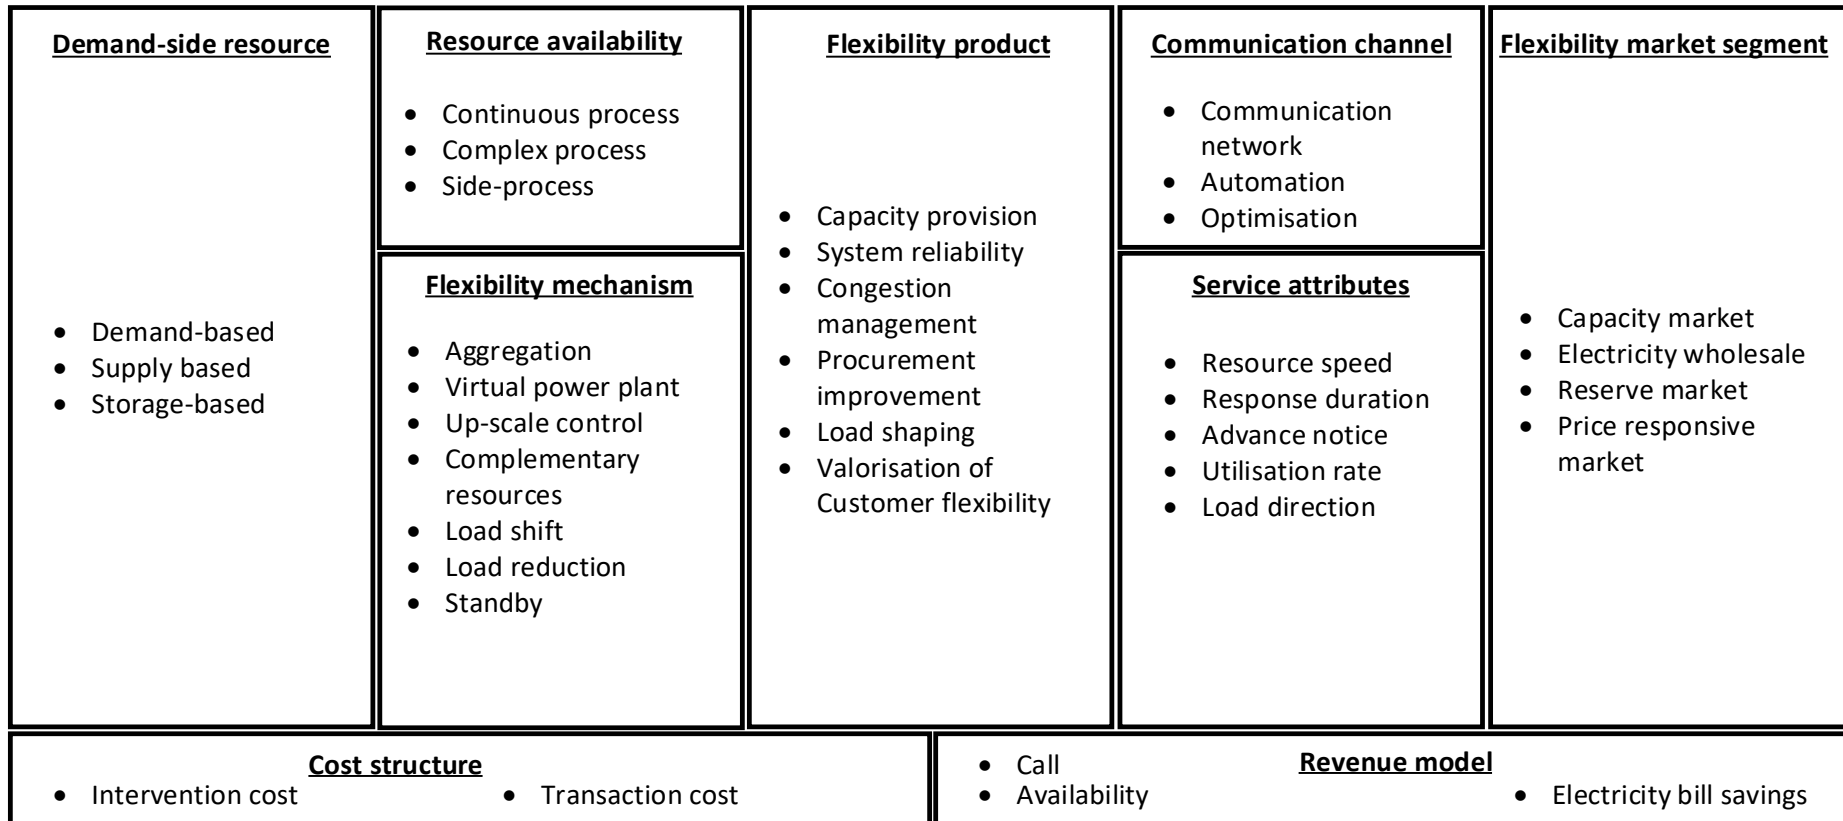 Demand-side resource
• Demand-based
• Supply based
• Storage-based
Resource availability
• Continuous process
• Complex process
• Side-process
Flexibility mechanism
• Aggregation
• Virtual power plant
• Up-scale control
• Complementary
resources
• Load shift
• Load reduction
• Standby
Flexibility product
• Capacity provision
• System reliability
• Congestion
management
• Procurement
improvement
• Load shaping
• Valorisation of
Customer flexibility
Communication channel
• Communication
network
• Automation
• Optimisation
Service attributes
• Resource speed
• Response duration
• Advance notice
• Utilisation rate
• Load direction
Flexibility market segment
• Capacity market
• Electricity wholesale
• Reserve market
• Price responsive
market
Cost structure
• Intervention cost
• Transaction cost
Revenue model
• Call
• Availability
• Electricity bill savings